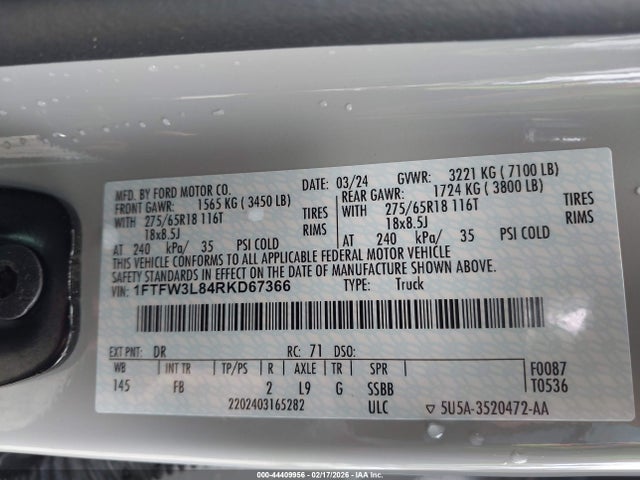 MFD. BY FORD MOTOR CO.
DATE: 03/24 GVWR: 3221 KG ( 7100 LB)
FRONT GAWR: 1565 KG ( 3450 LB)
REAR GAWR: 1724 KG ( 3800 LB)
WITH 275/65R18 116T TIRES
18x8.5J RIMS
AT 240 kPa/ 35 PSI COLD
WITH 275/65R18 116T TIRES
18x8.5J RIMS
AT 240 kPa/ 35 PSI COLD
THIS VEHICLE CONFORMS TO ALL APPLICABLE FEDERAL MOTOR VEHICLE
SAFETY STANDARDS IN EFFECT ON THE DATE OF MANUFACTURE SHOWN ABOVE.
VIN: 1FTFW3L84RKD67366 TYPE: Truck
EXT PNT: DR RC: 71 DSO:
WB INT TR TP/PS R AXLE TR SPR
145 FB 2 L9 G SSBB
F0087
T0536
2202403165282 ULC ▽ 5U5A-3520472-AA
000-44409956 | 02/17/2026 - IAA Inc.